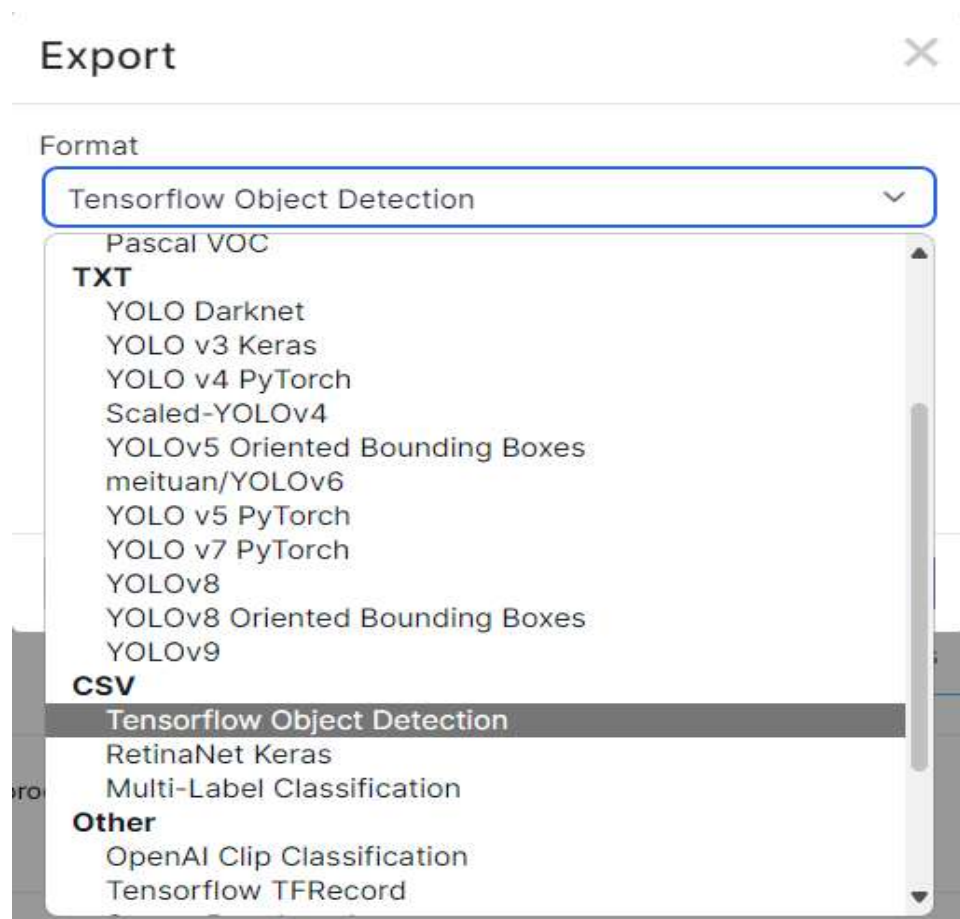 Export
Format
Tensorflow Object Detection
Pascal VOC
TXT
YOLO Darknet
YOLO v3 Keras
YOLO v4 PyTorch
Scaled-YOLOv4
YOLOv5 Oriented Bounding Boxes
meituan/YOLOv6
YOLO v5 PyTorch
YOLO v7 PyTorch
YOLOv8
YOLOv8 Oriented Bounding Boxes
YOLOv9
CSV
Tensorflow Object Detection
RetinaNet Keras
Multi-Label Classification
Other
OpenAI Clip Classification
Tensorflow TFRecord